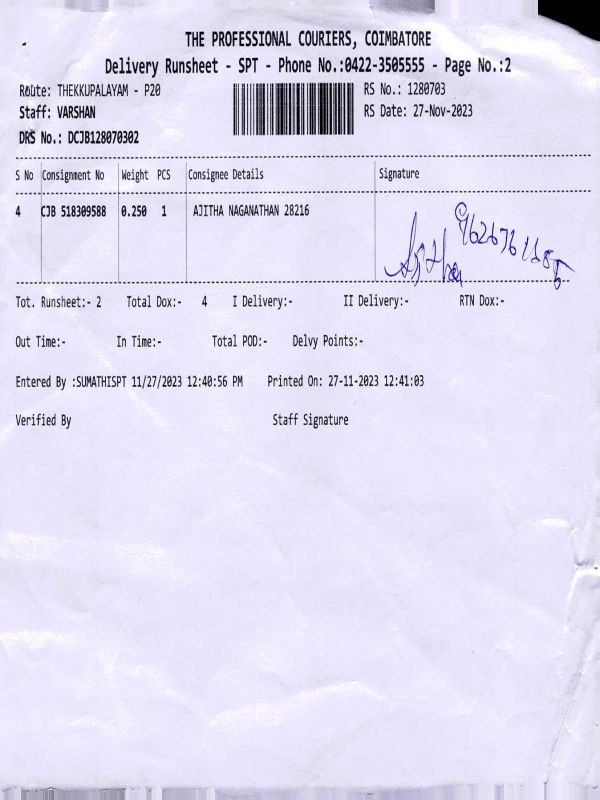 THE PROFESSIONAL COURIERS, COIMBATORE
Delivery Runsheet - SPT - Phone No.:0422-3505555 - Page No.:2
Route: THEKKUPALAYAM - P20 RS No.: 1280703
Staff: VARSHAN RS Date: 27-Nov-2023
DRS No.: DCJB128070302
S No Consignment No Weight PCS Consignee Details Signature
4 CJB 518309588 0.250 1 AJITHA NAGANATHAN 28216
Tot. Runsheet:- 2 Total Dox:- 4 I Delivery:- II Delivery:- RTN Dox:-
Out Time:- In Time:- Total POD:- Delvy Points:-
Entered By :SUMATHISPT 11/27/2023 12:40:56 PM Printed On: 27-11-2023 12:41:03
Verified By Staff Signature